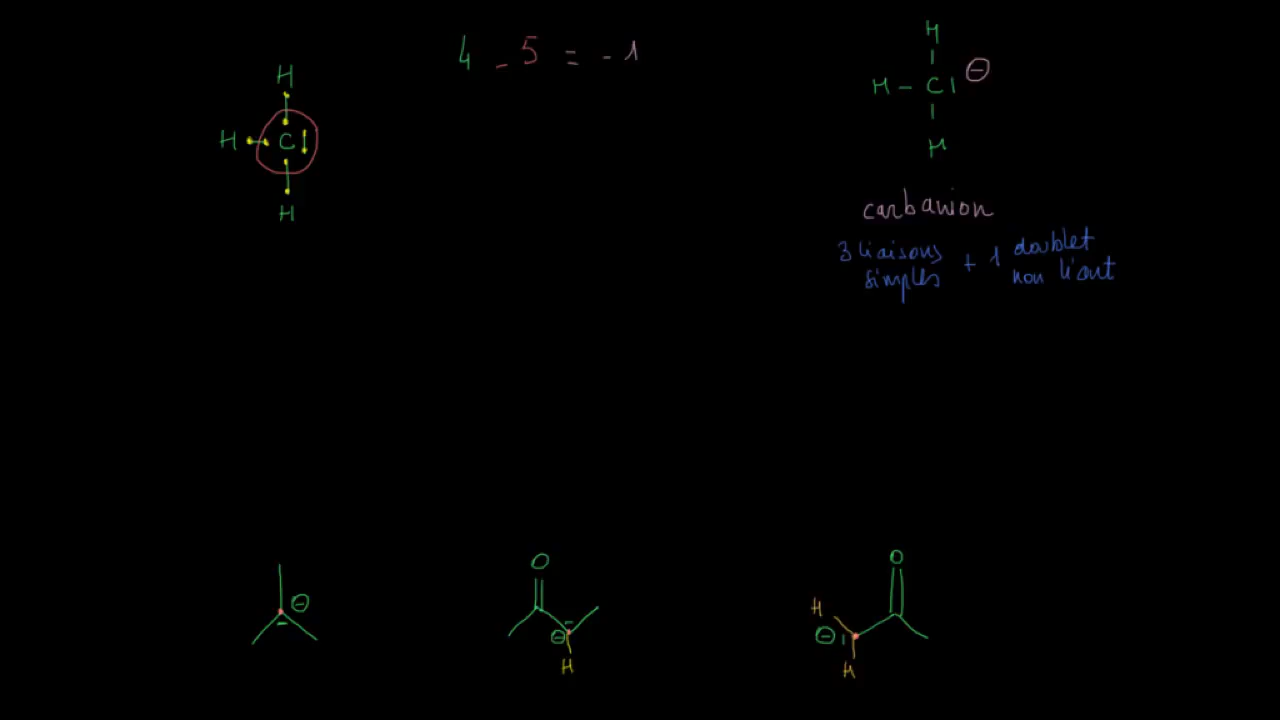 4 - 5 = - 1
H
H - C |
H
H
H - C | ⊖
H
carbanion
3 liaisons simples + 1 doublet non liant
⊖
O
⊖
H
O
H
⊖
H